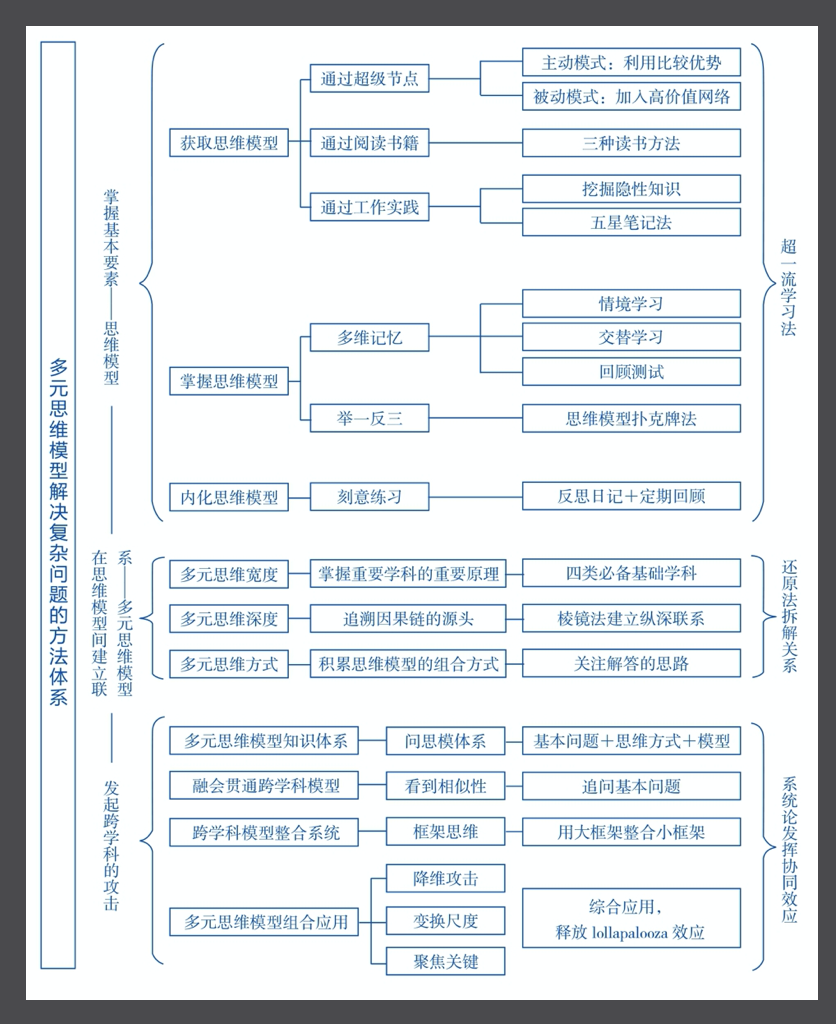 多元思维模型解决复杂问题的方法体系
掌握基本要素——思维模型
获取思维模型
通过超级节点
主动模式：利用比较优势
被动模式：加入高价值网络
通过阅读书籍
三种读书方法
通过工作实践
挖掘隐性知识
五星笔记法
掌握思维模型
多维记忆
情境学习
交替学习
回顾测试
举一反三
思维模型扑克牌法
内化思维模型
刻意练习
反思日记＋定期回顾
超一流学习法
在思维模型间建立联
系——多元思维模型
多元思维宽度
掌握重要学科的重要原理
四类必备基础学科
多元思维深度
追溯因果链的源头
棱镜法建立纵深联系
多元思维方式
积累思维模型的组合方式
关注解答的思路
还原法拆解关系
发起跨学科的攻击
多元思维模型知识体系
问思模体系
基本问题＋思维方式＋模型
融会贯通跨学科模型
看到相似性
追问基本问题
跨学科模型整合系统
框架思维
用大框架整合小框架
多元思维模型组合应用
降维攻击
变换尺度
聚焦关键
综合应用，
释放 lollapalooza 效应
系统论发挥协同效应